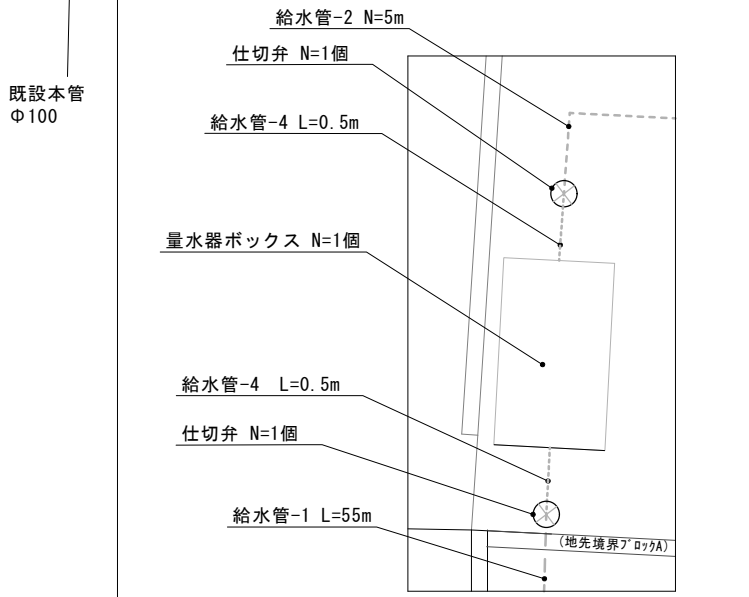 給水管-2 N=5m
仕切弁 N=1個
既設本管
Φ100
給水管-4 L=0.5m
量水器ボックス N=1個
給水管-4 L=0.5m
仕切弁 N=1個
給水管-1 L=55m
(地先境界ﾌﾞﾛｯｸA)